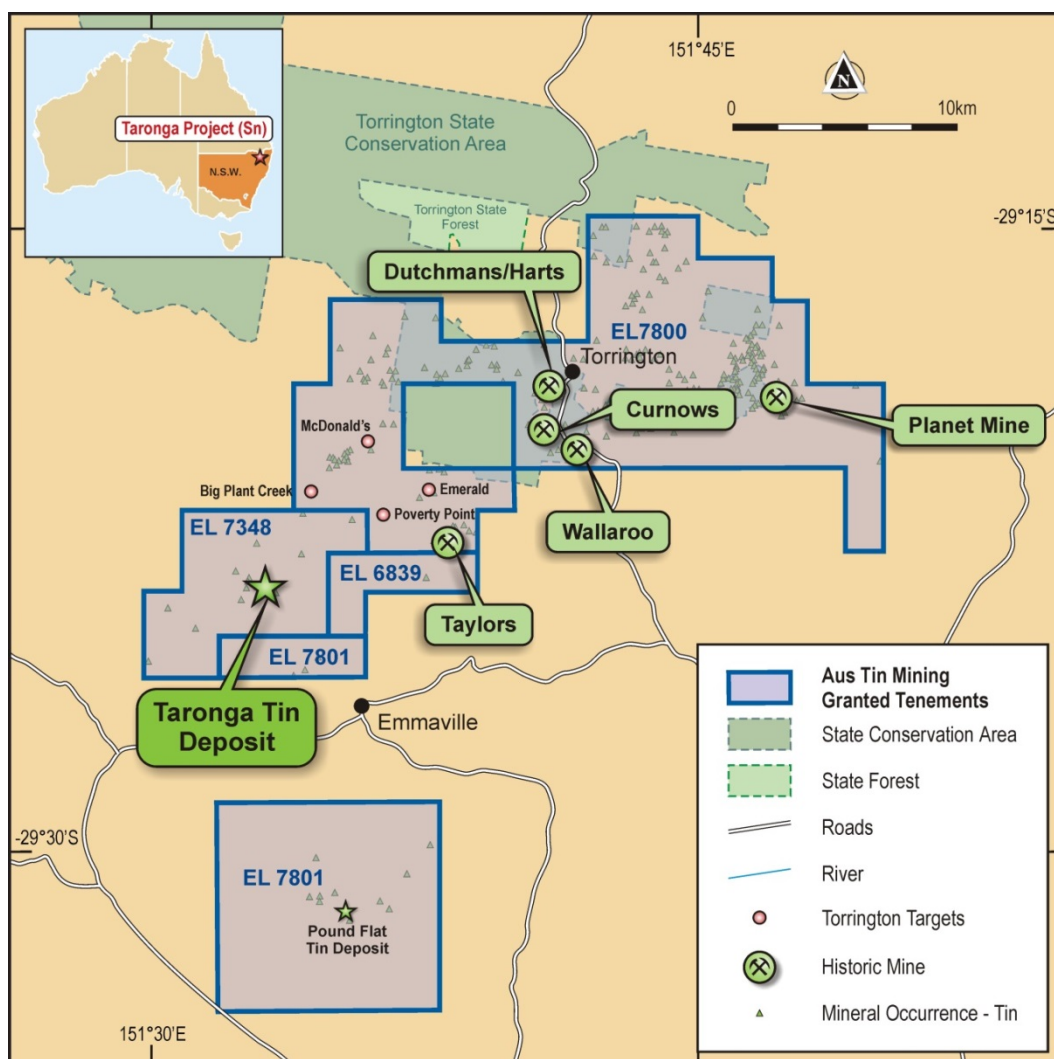 151°45'E
N
0 10km
Taronga Project (Sn)
N.S.W.
Torrington State
Conservation Area
Torrington State
Forest
-29°15'S
Dutchmans/Harts
EL7800
Torrington
Curnows
Planet Mine
McDonald's
Wallaroo
Big Plant Creek
Emerald
Poverty Point
EL 7348
EL 6839
Taylors
EL 7801
Taronga Tin
Deposit
Emmaville
Aus Tin Mining
Granted Tenements
State Conservation Area
State Forest
Roads
River
Torrington Targets
Historic Mine
Mineral Occurrence - Tin
-29°30'S
EL 7801
Pound Flat
Tin Deposit
151°30'E